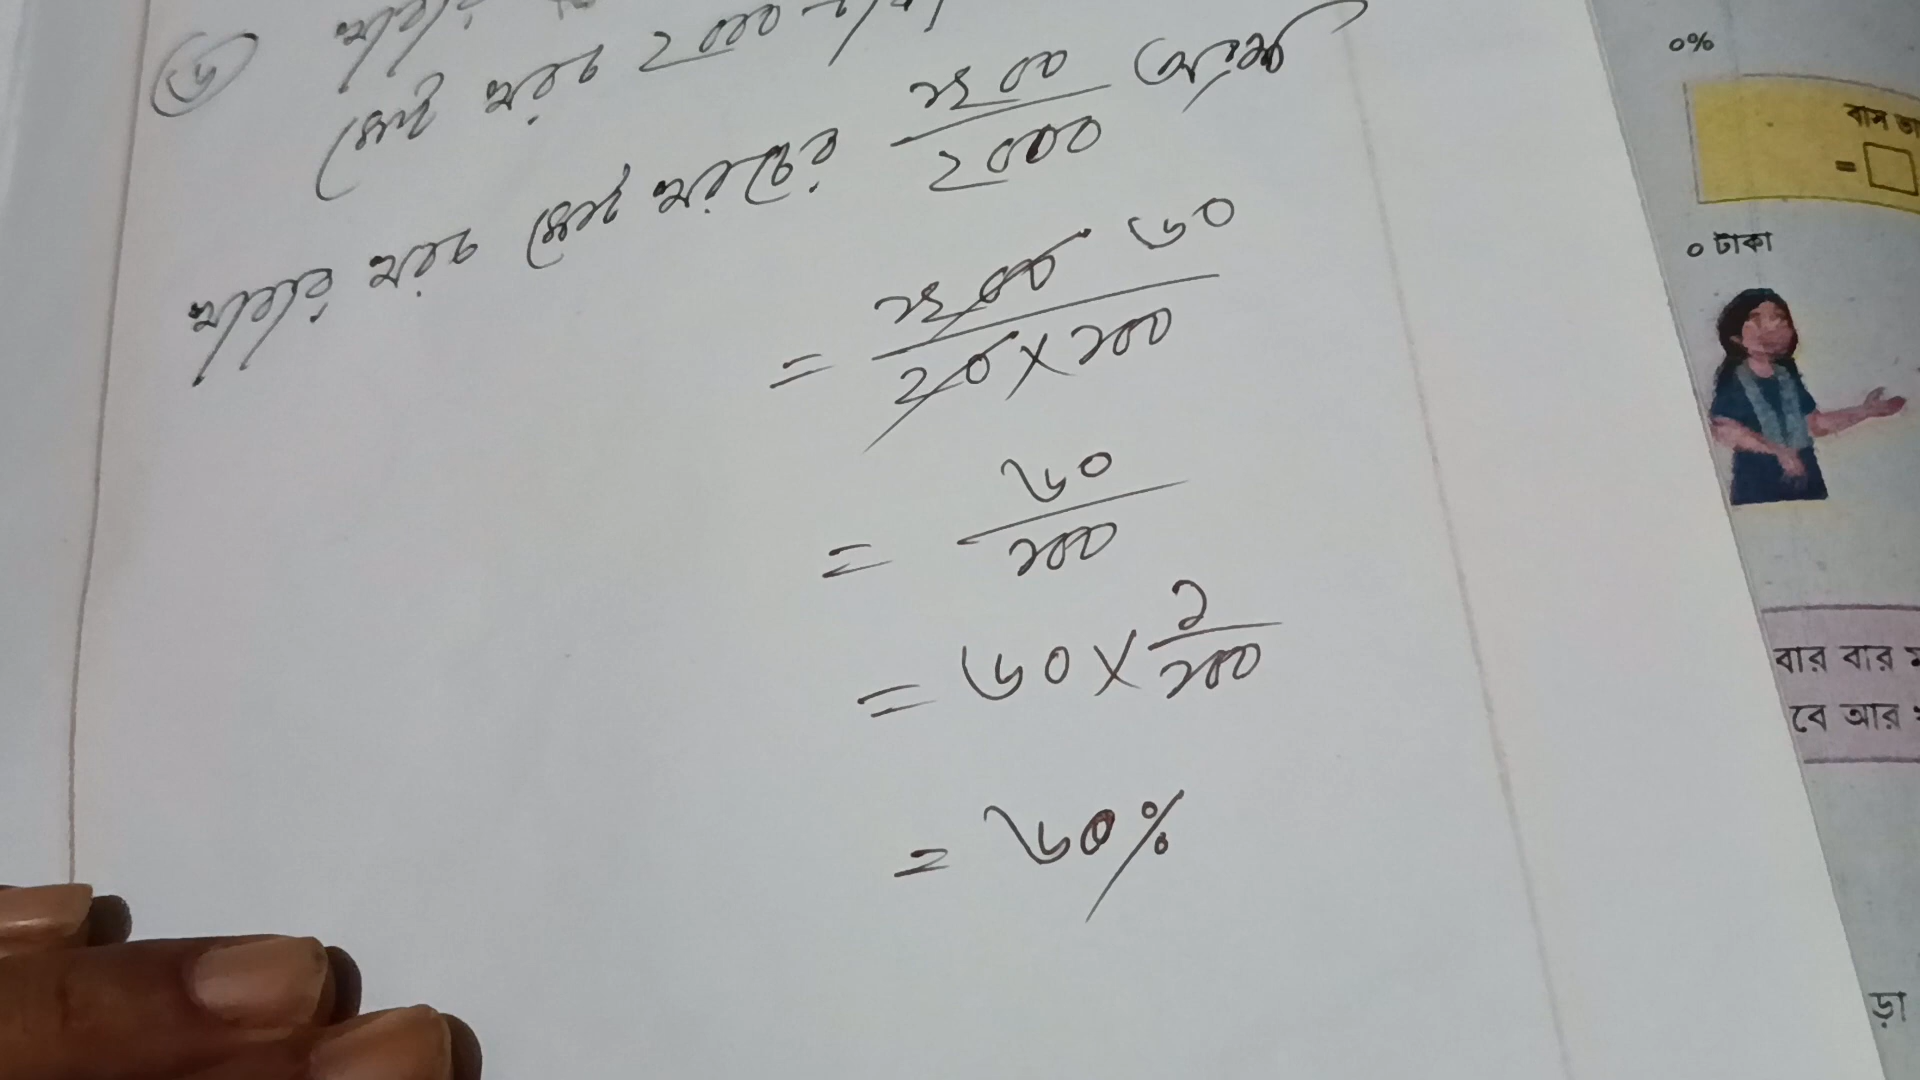 ৬
মোট খরচ ২০০০
খাবার খরচ মোট খরচের ১২০০/২০০০ অংশ
= ১২০০ ৬০/২০×১০০
= ৬০/১০০
= ৬০×১/১০০
= ৬০%
০%
বাস ভা
= □
০ টাকা
বার বার
বে আর
ড়া